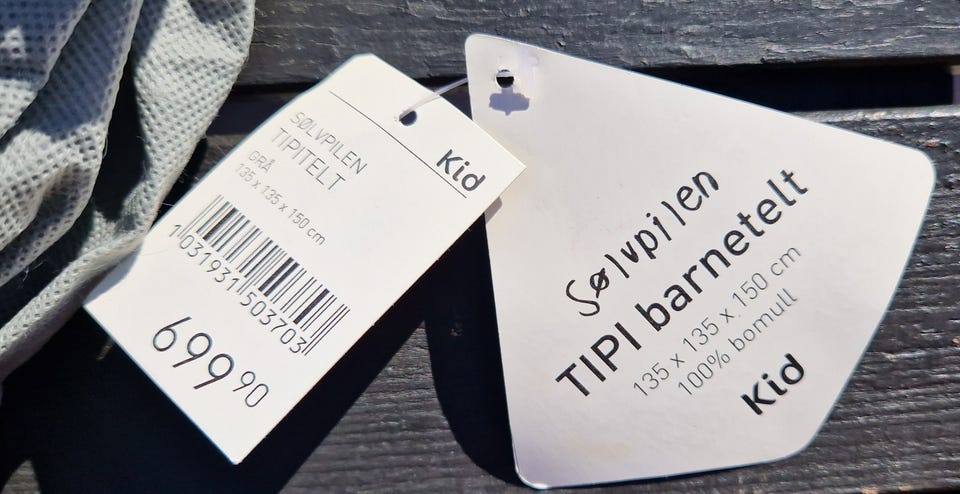 Kid
SØLVPILEN
TIPITELT
GRÅ
135 x 135 x 150 cm
1031931503703
699 90
Sølvpilen
TIPI barnetelt
135 x 135 x 150 cm
100% bomull
Kid